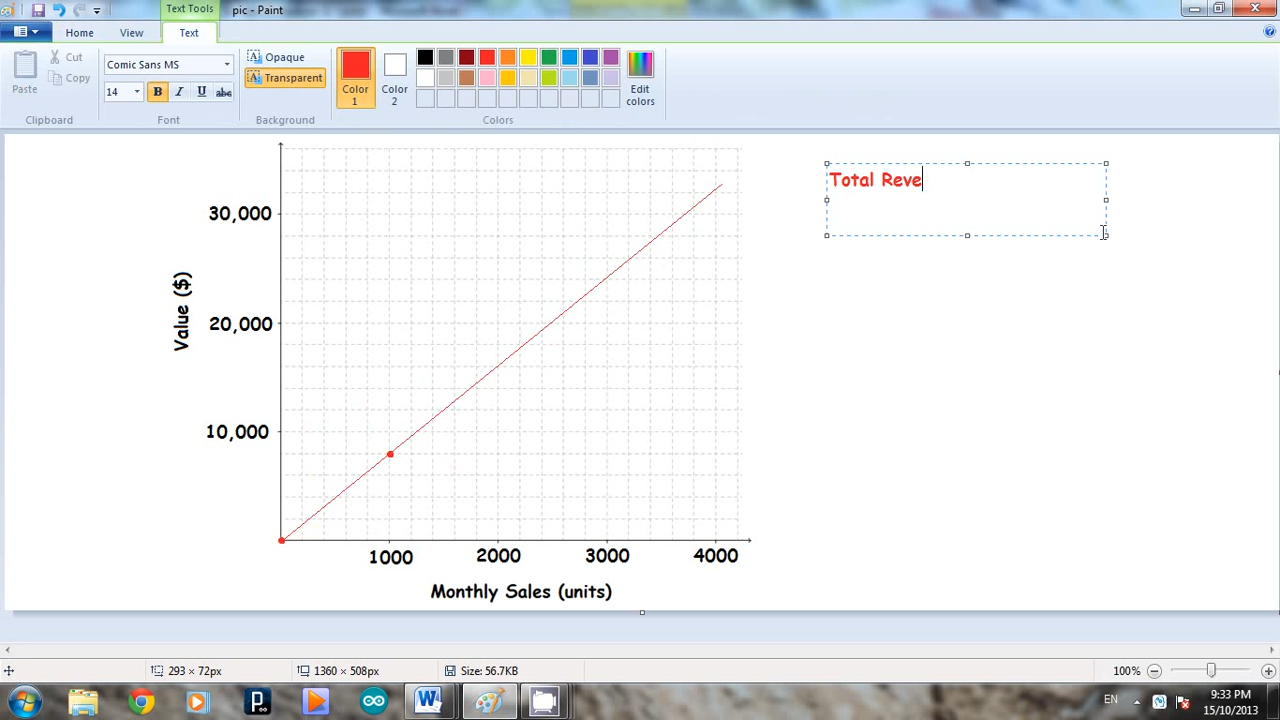 Text Tools
pic - Paint
Home
View
Text
Cut
Copy
Paste
Clipboard
Comic Sans MS
14
B
I
U
abc
Font
Opaque
Transparent
Background
Color 1
Color 2
Edit colors
Colors
Total Reve
30,000
20,000
10,000
Value ($)
1000 2000 3000 4000
Monthly Sales (units)
293 × 72px
1360 × 508px
Size: 56.7KB
100%
EN
9:33 PM
15/10/2013